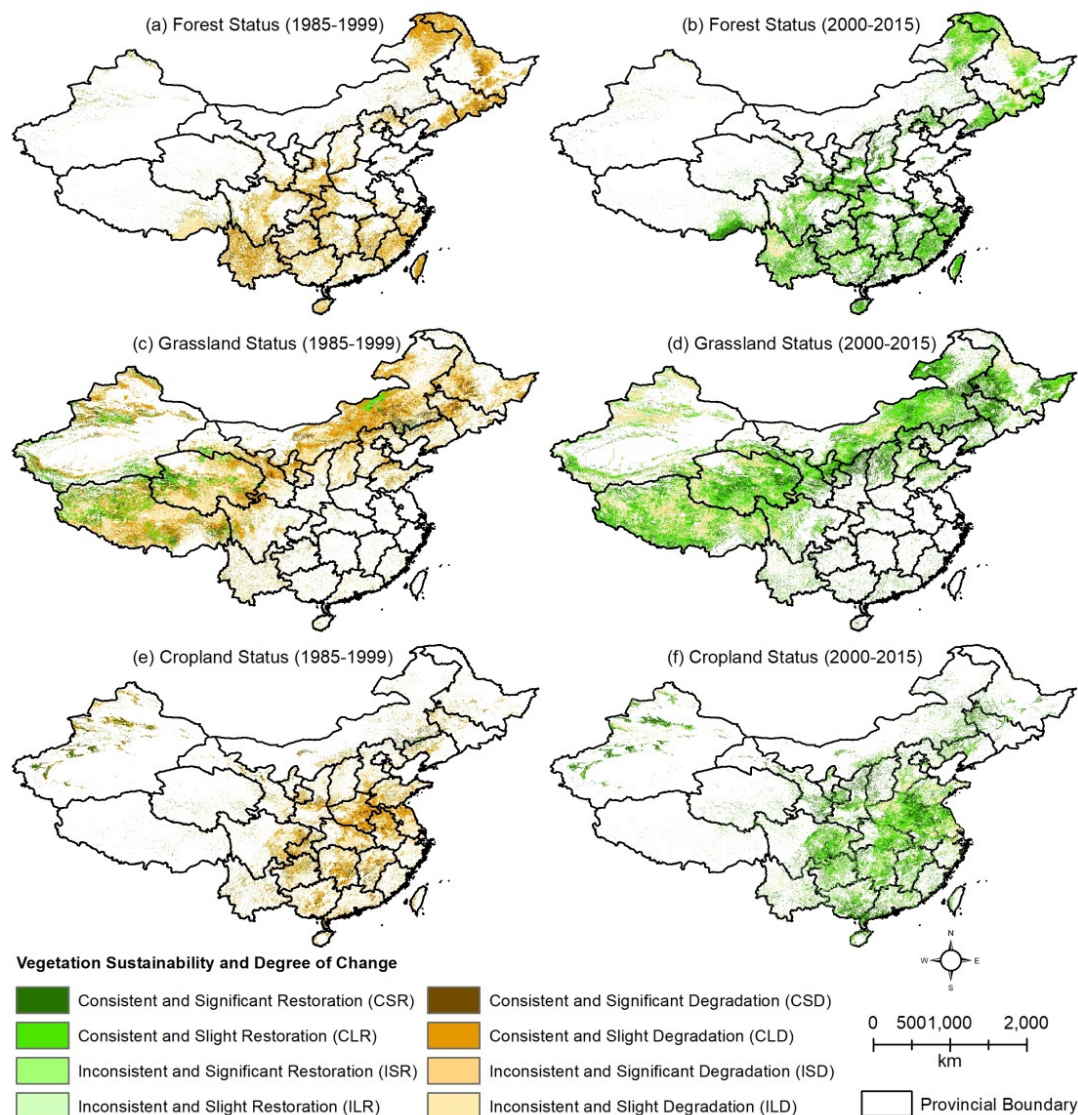 (a) Forest Status (1985-1999)
(b) Forest Status (2000-2015)
(c) Grassland Status (1985-1999)
(d) Grassland Status (2000-2015)
(e) Cropland Status (1985-1999)
(f) Cropland Status (2000-2015)
N
W E
S
Vegetation Sustainability and Degree of Change
Consistent and Significant Restoration (CSR)
Consistent and Slight Restoration (CLR)
Inconsistent and Significant Restoration (ISR)
Inconsistent and Slight Restoration (ILR)
Consistent and Significant Degradation (CSD)
Consistent and Slight Degradation (CLD)
Inconsistent and Significant Degradation (ISD)
Inconsistent and Slight Degradation (ILD)
0 5001,000 2,000
km
Provincial Boundary